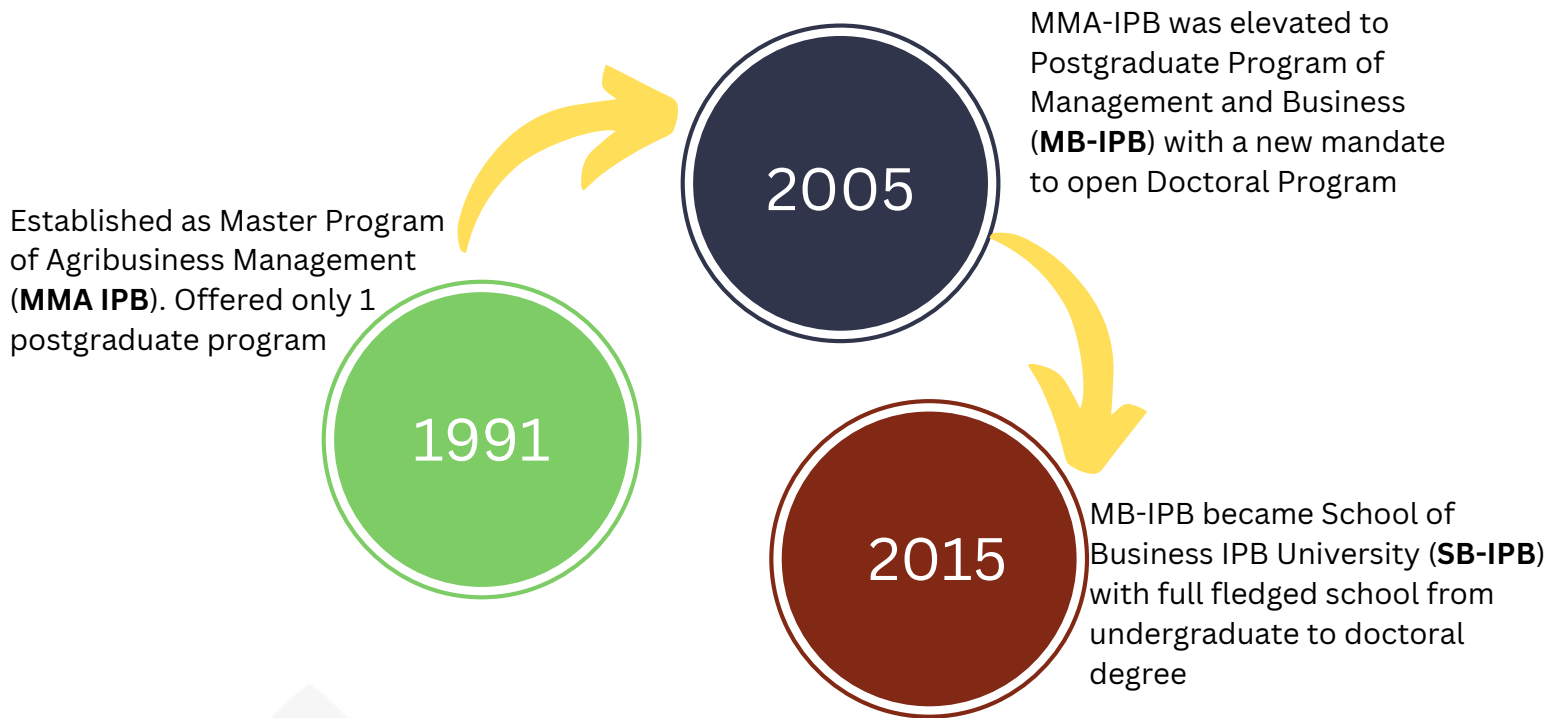 Established as Master Program
of Agribusiness Management
(MMA IPB). Offered only 1
postgraduate program
1991
2005
MMA-IPB was elevated to
Postgraduate Program of
Management and Business
(MB-IPB) with a new mandate
to open Doctoral Program
2015
MB-IPB became School of
Business IPB University (SB-IPB)
with full fledged school from
undergraduate to doctoral
degree